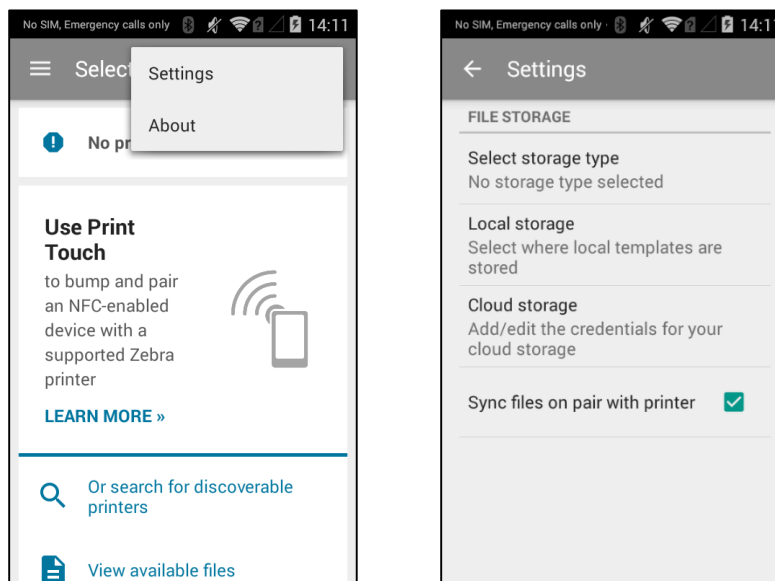 No SIM, Emergency calls only
14:11
Select
Settings
About
No pr
Use Print
Touch
to bump and pair
an NFC-enabled
device with a
supported Zebra
printer
LEARN MORE »
Or search for discoverable
printers
View available files
No SIM, Emergency calls only ·
14:11
Settings
FILE STORAGE
Select storage type
No storage type selected
Local storage
Select where local templates are
stored
Cloud storage
Add/edit the credentials for your
cloud storage
Sync files on pair with printer